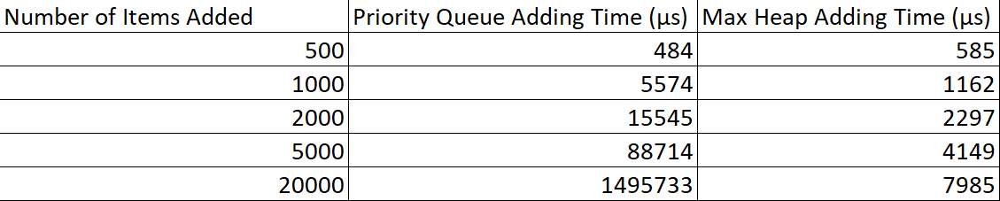 Number of Items Added Priority Queue Adding Time (µs) Max Heap Adding Time (µs)
500 484 585
1000 5574 1162
2000 15545 2297
5000 88714 4149
20000 1495733 7985